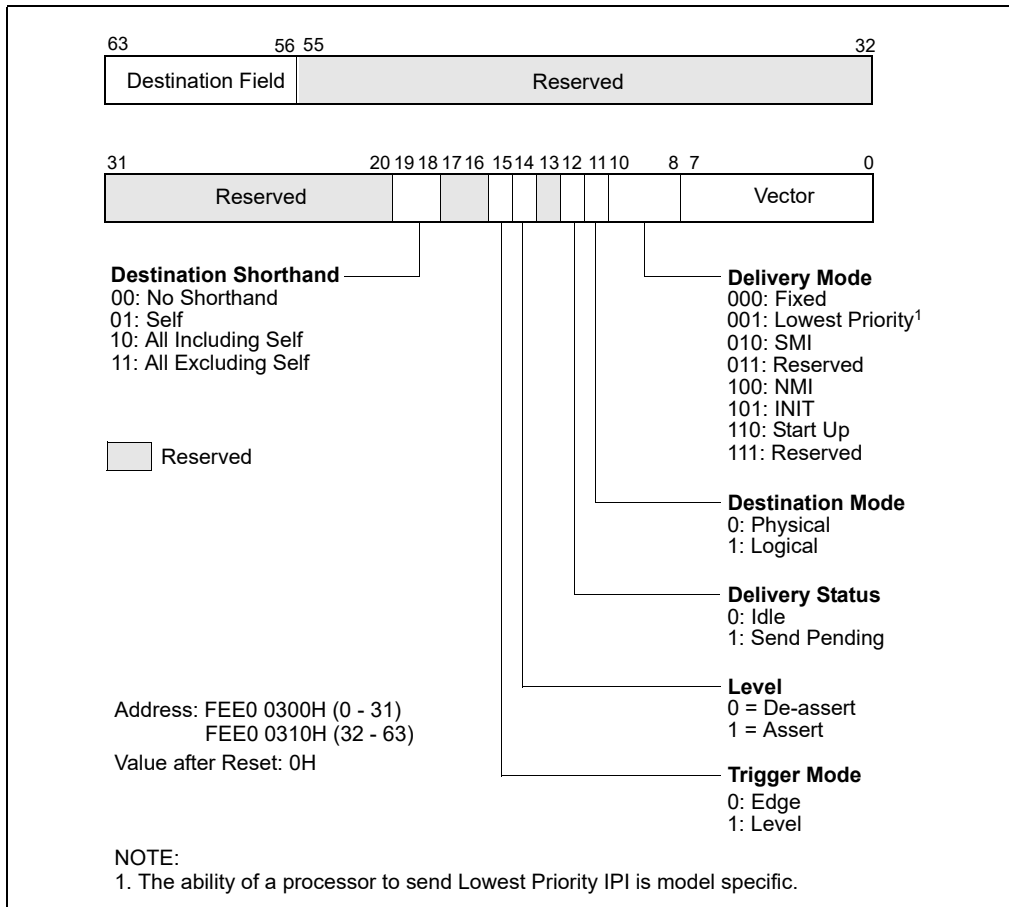 63 56 55 32
Destination Field Reserved
31 20 19 18 17 16 15 14 13 12 11 10 8 7 0
Reserved Vector
Destination Shorthand
00: No Shorthand
01: Self
10: All Including Self
11: All Excluding Self
Reserved
Delivery Mode
000: Fixed
001: Lowest Priority¹
010: SMI
011: Reserved
100: NMI
101: INIT
110: Start Up
111: Reserved
Destination Mode
0: Physical
1: Logical
Delivery Status
0: Idle
1: Send Pending
Level
0 = De-assert
1 = Assert
Trigger Mode
0: Edge
1: Level
Address: FEE0 0300H (0 - 31)
FEE0 0310H (32 - 63)
Value after Reset: 0H
NOTE:
1. The ability of a processor to send Lowest Priority IPI is model specific.